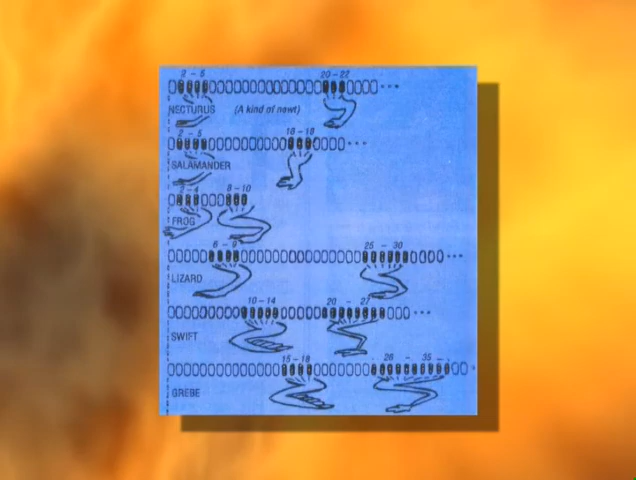 2 - 5 20 - 22
NECTURUS (A kind of newt)
2 - 5 16 - 18
SALAMANDER
2 - 4 8 - 10
FROG
6 - 9 25 - 30
LIZARD
10 - 14 20 - 27
SWIFT
15 - 18 26 - 35 -
GREBE